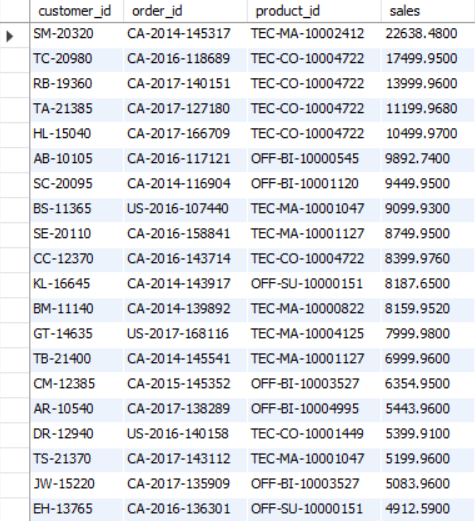 customer_id order_id product_id sales
SM-20320 CA-2014-145317 TEC-MA-10002412 22638.4800
TC-20980 CA-2016-118689 TEC-CO-10004722 17499.9500
RB-19360 CA-2017-140151 TEC-CO-10004722 13999.9600
TA-21385 CA-2017-127180 TEC-CO-10004722 11199.9680
HL-15040 CA-2017-166709 TEC-CO-10004722 10499.9700
AB-10105 CA-2016-117121 OFF-BI-10000545 9892.7400
SC-20095 CA-2014-116904 OFF-BI-10001120 9449.9500
BS-11365 US-2016-107440 TEC-MA-10001047 9099.9300
SE-20110 CA-2016-158841 TEC-MA-10001127 8749.9500
CC-12370 CA-2016-143714 TEC-CO-10004722 8399.9760
KL-16645 CA-2014-143917 OFF-SU-10000151 8187.6500
BM-11140 CA-2014-139892 TEC-MA-10000822 8159.9520
GT-14635 US-2017-168116 TEC-MA-10004125 7999.9800
TB-21400 CA-2014-145541 TEC-MA-10001127 6999.9600
CM-12385 CA-2015-145352 OFF-BI-10003527 6354.9500
AR-10540 CA-2017-138289 OFF-BI-10004995 5443.9600
DR-12940 US-2016-140158 TEC-CO-10001449 5399.9100
TS-21370 CA-2017-143112 TEC-MA-10001047 5199.9600
JW-15220 CA-2017-135909 OFF-BI-10003527 5083.9600
EH-13765 CA-2016-136301 OFF-SU-10000151 4912.5900